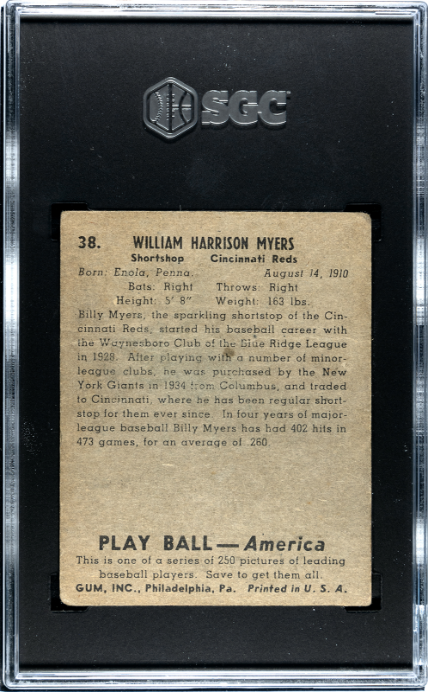 SGC
38. WILLIAM HARRISON MYERS
Shortshop Cincinnati Reds
Born: Enola, Penna. August 14, 1910
Bats: Right Throws: Right
Height: 5' 8" Weight: 163 lbs.
Billy Myers, the sparkling shortstop of the Cin-
cinnati Reds, started his baseball career with
the Waynesboro Club of the Blue Ridge League
in 1928. After playing with a number of minor-
league clubs, he was purchased by the New
York Giants in 1934 from Columbus, and traded
to Cincinnati, where he has been regular short-
stop for them ever since. In four years of major-
league baseball Billy Myers has had 402 hits in
473 games, for an average of .260.
PLAY BALL — America
This is one of a series of 250 pictures of leading
baseball players. Save to get them all.
GUM, INC., Philadelphia, Pa. Printed in U. S. A.